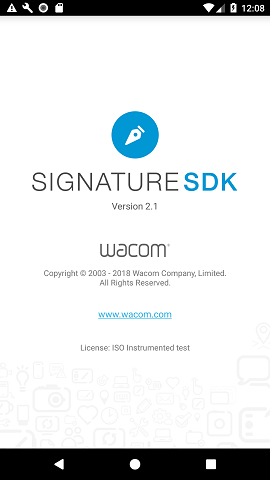 12:08
SIGNATURE SDK
Version 2.1
wacom®
Copyright © 2003 - 2018 Wacom Company, Limited.
All Rights Reserved.
www.wacom.com
License: ISO Instrumented test